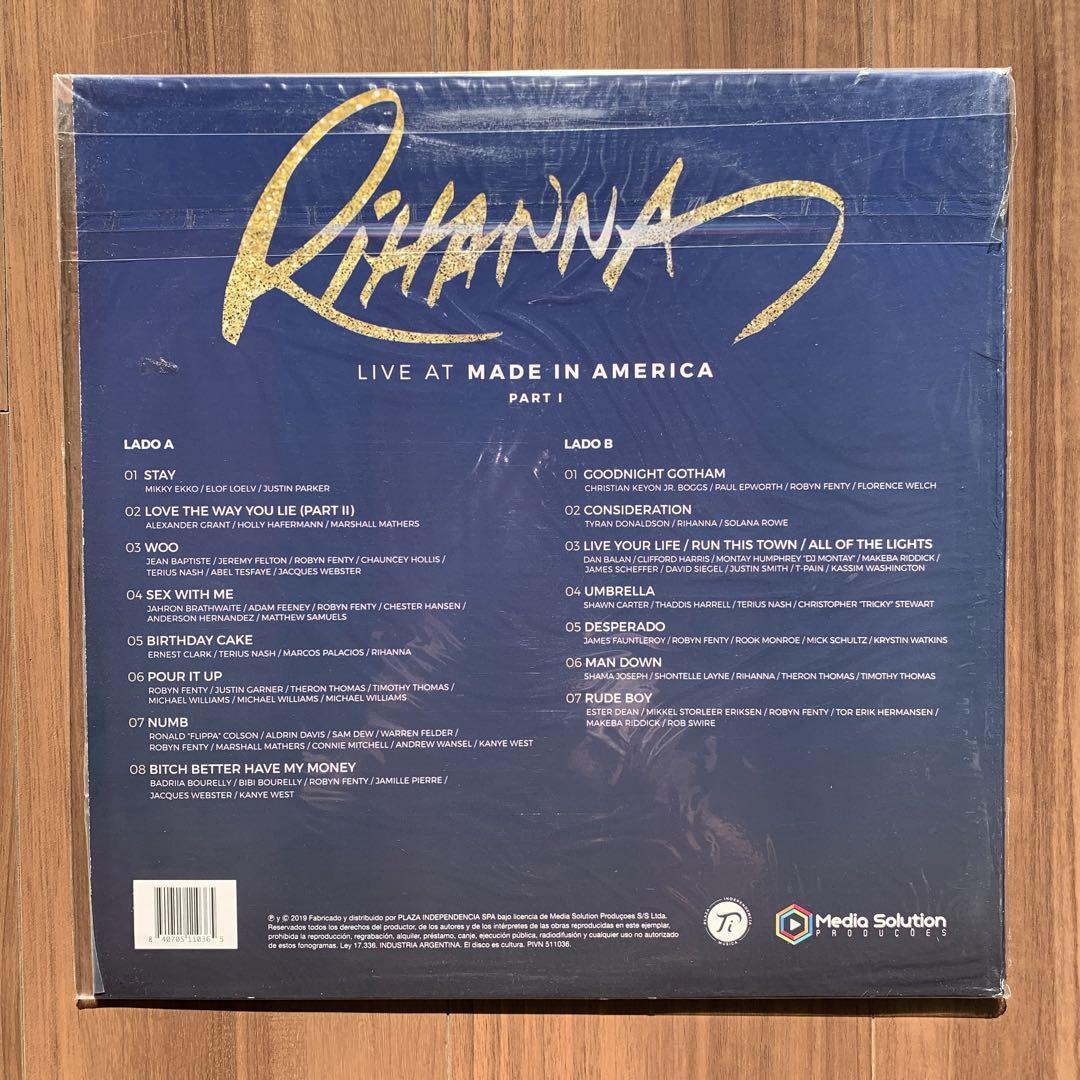 RIHANNA
LIVE AT MADE IN AMERICA
PART I
LADO A
01 STAY
MIKKY EKKO / ELOF LOELV / JUSTIN PARKER
02 LOVE THE WAY YOU LIE (PART II)
ALEXANDER GRANT / HOLLY HAFERMANN / MARSHALL MATHERS
03 WOO
JEAN BAPTISTE / JEREMY FELTON / ROBYN FENTY / CHAUNCEY HOLLIS /
TERIUS NASH / ABEL TESFAYE / JACQUES WEBSTER
04 SEX WITH ME
JAHRON BRATHWAITE / ADAM FEENEY / ROBYN FENTY / CHESTER HANSEN /
ANDERSON HERNANDEZ / MATTHEW SAMUELS
05 BIRTHDAY CAKE
ERNEST CLARK / TERIUS NASH / MARCOS PALACIOS / RIHANNA
06 POUR IT UP
ROBYN FENTY / JUSTIN GARNER / THERON THOMAS / TIMOTHY THOMAS /
MICHAEL WILLIAMS / MICHAEL WILLIAMS / MICHAEL WILLIAMS
07 NUMB
RONALD "FLIPPA" COLSON / ALDRIN DAVIS / SAM DEW / WARREN FELDER /
ROBYN FENTY / MARSHALL MATHERS / CONNIE MITCHELL / ANDREW WANSEL / KANYE WEST
08 BITCH BETTER HAVE MY MONEY
BADRIIA BOURELLY / BIBI BOURELLY / ROBYN FENTY / JAMILLE PIERRE /
JACQUES WEBSTER / KANYE WEST
LADO B
01 GOODNIGHT GOTHAM
CHRISTIAN KEYON JR. BOGGS / PAUL EPWORTH / ROBYN FENTY / FLORENCE WELCH
02 CONSIDERATION
TYRAN DONALDSON / RIHANNA / SOLANA ROWE
03 LIVE YOUR LIFE / RUN THIS TOWN / ALL OF THE LIGHTS
DAN BALAN / CLIFFORD HARRIS / MONTAY HUMPHREY "DJ MONTAY" / MAKEBA RIDDICK /
JAMES SCHEFFER / DAVID SIEGEL / JUSTIN SMITH / T-PAIN / KASSIM WASHINGTON
04 UMBRELLA
SHAWN CARTER / THADDIS HARRELL / TERIUS NASH / CHRISTOPHER "TRICKY" STEWART
05 DESPERADO
JAMES FAUNTLEROY / ROBYN FENTY / ROOK MONROE / MICK SCHULTZ / KRYSTIN WATKINS
06 MAN DOWN
SHAMA JOSEPH / SHONTELLE LAYNE / RIHANNA / THERON THOMAS / TIMOTHY THOMAS
07 RUDE BOY
ESTER DEAN / MIKKEL STORLEER ERIKSEN / ROBYN FENTY / TOR ERIK HERMANSEN /
MAKEBA RIDDICK / ROB SWIRE
8 40705 11036 5
℗ y © 2019 Fabricado y distribuido por PLAZA INDEPENDENCIA SPA bajo licencia de Media Solution Produçoes S/S Ltda.
Reservados todos los derechos del productor, de los autores y de los intérpretes de las obras reproducidas en este ejemplar,
prohibida la reproducción, regrabación, alquiler, préstamo, canje, ejecución pública, radiodifusión y cualquier uso no autorizado
de estos fonogramas. Ley 17.336. INDUSTRIA ARGENTINA. El disco es cultura. PIVN 511036.
PLAZA INDEPENDENCIA
MUSICA
Media Solution
PRODUÇÕES